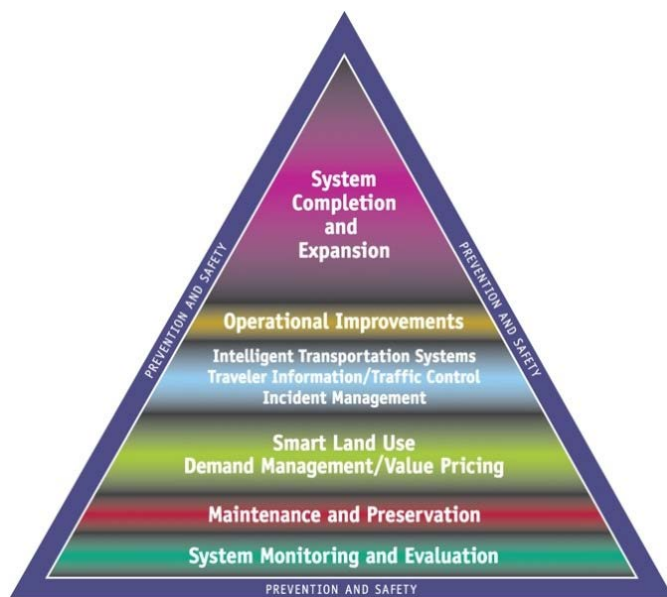 System
Completion
and
Expansion
Operational Improvements
Intelligent Transportation Systems
Traveler Information/Traffic Control
Incident Management
Smart Land Use
Demand Management/Value Pricing
Maintenance and Preservation
System Monitoring and Evaluation
PREVENTION AND SAFETY
PREVENTION AND SAFETY
PREVENTION AND SAFETY